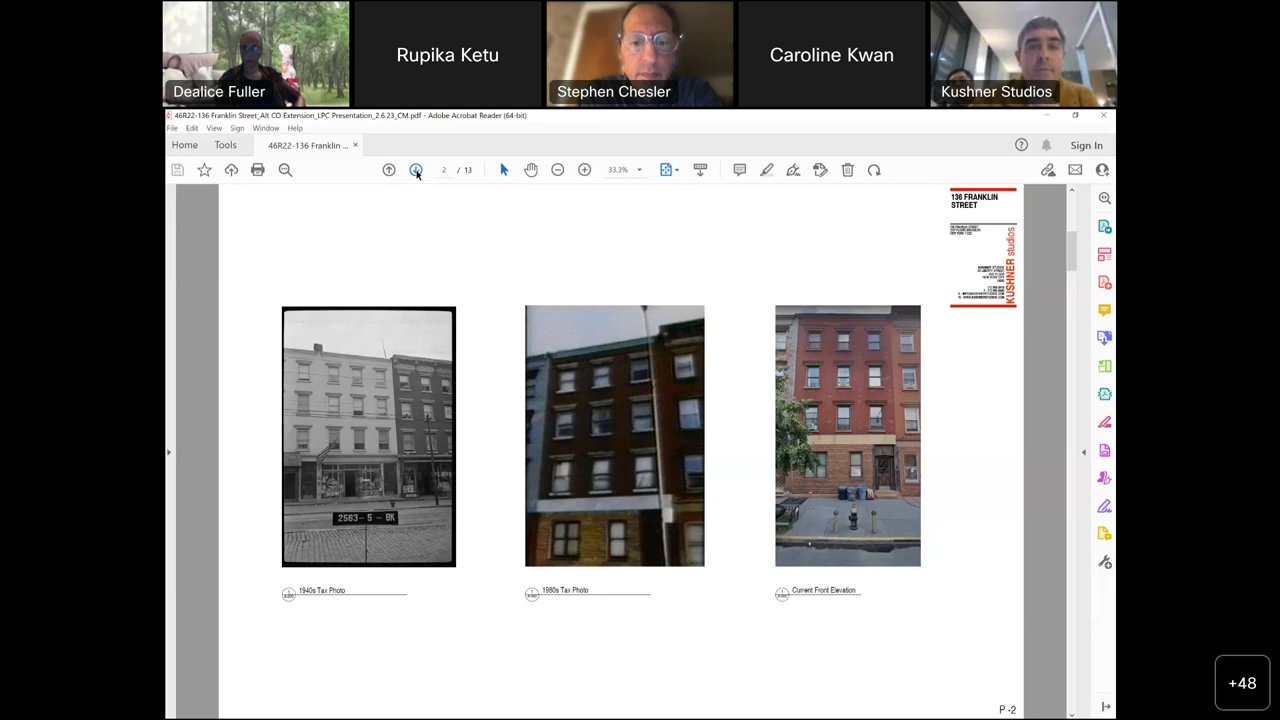 Dealice Fuller
Rupika Ketu
Stephen Chesler
Caroline Kwan
Kushner Studios
46R22-136 Franklin Street_Alt CO Extension_LPC Presentation_2.6.23_CM.pdf - Adobe Acrobat Reader (64-bit)
File Edit View Sign Window Help
Home Tools 46R22-136 Franklin ... × Sign In
2 / 13 33.3%
136 FRANKLIN
STREET
KUSHNER studios
2563-5-BK
1940s Tax Photo
1980s Tax Photo
Current Front Elevation
P -2
+48